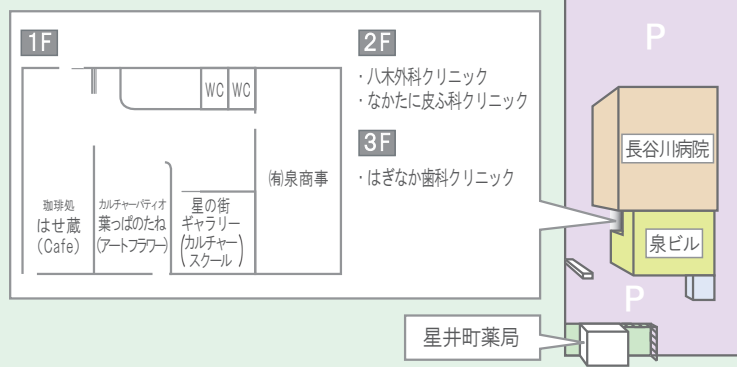 1F
WC
WC
珈琲処
はせ蔵
(Cafe)
カルチャーパティオ
葉っぱのたね
(アートフラワー)
星の街
ギャラリー
(カルチャー
スクール)
㈲泉商事
2F
・八木外科クリニック
・なかたに皮ふ科クリニック
3F
・はぎなか歯科クリニック
P
長谷川病院
泉ビル
P
星井町薬局